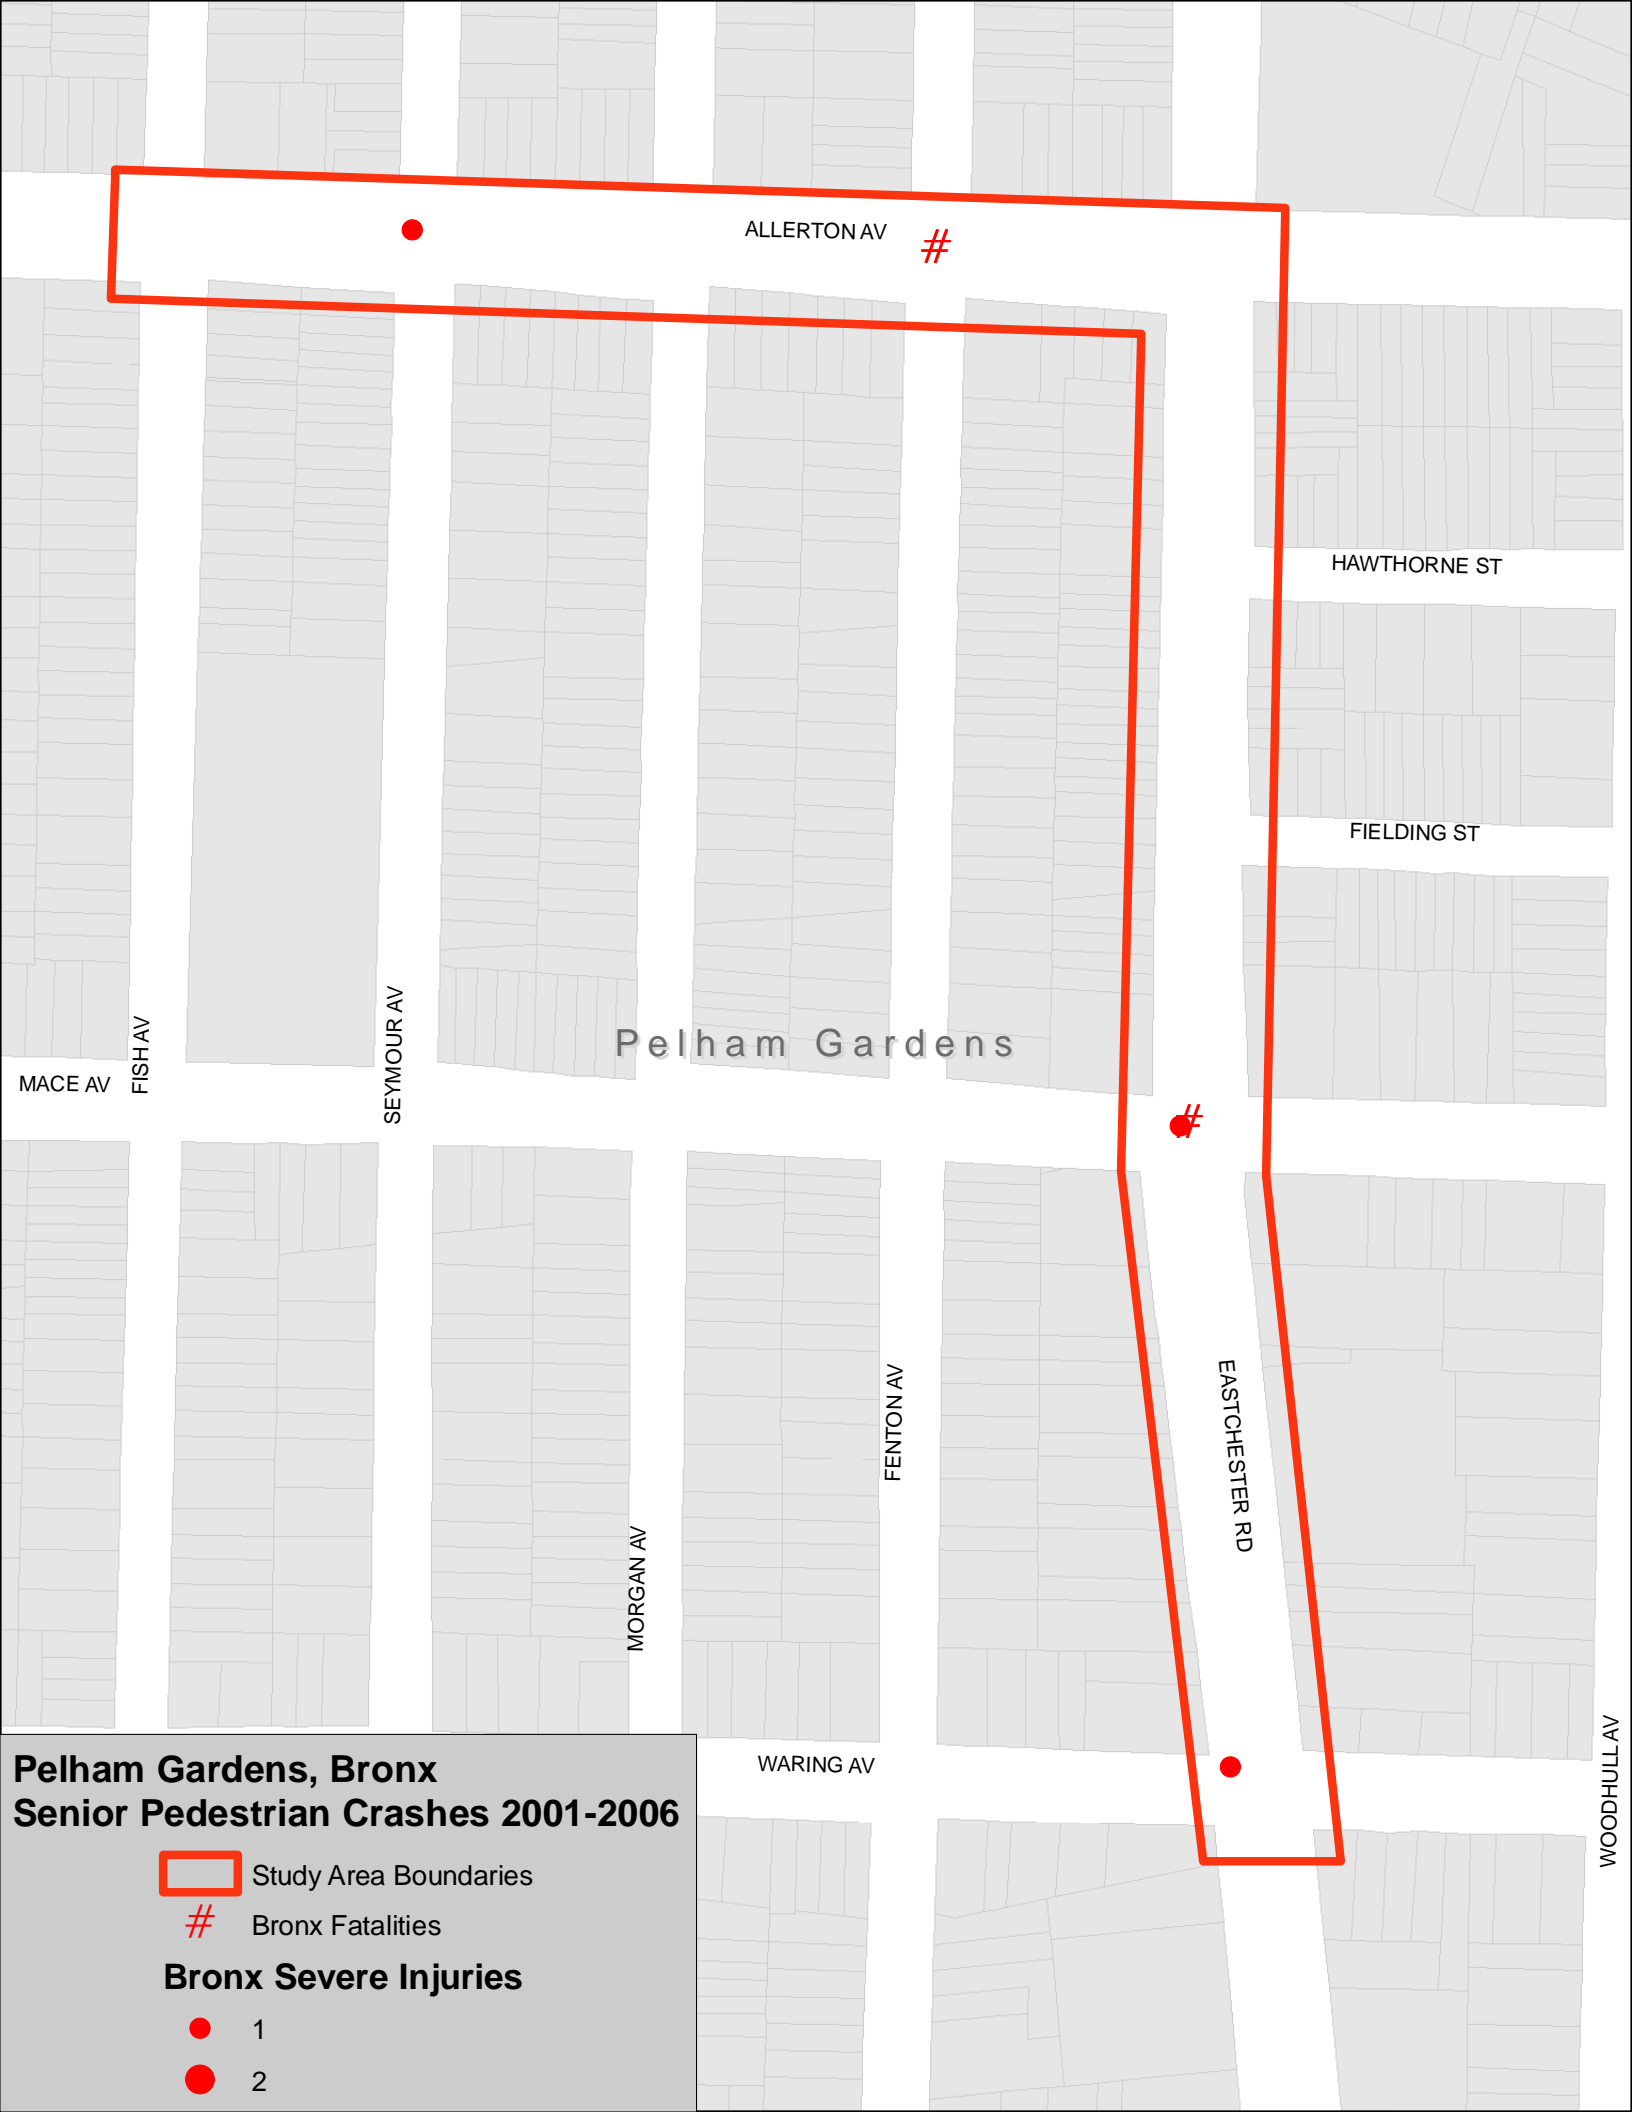 ALLERTON AV
#
HAWTHORNE ST
FIELDING ST
FISH AV
SEYMOUR AV
Pelham Gardens
MACE AV
#
EASTCHESTER RD
FENTON AV
MORGAN AV
WARING AV
WOODHULL AV
Pelham Gardens, Bronx
Senior Pedestrian Crashes 2001-2006
Study Area Boundaries
# Bronx Fatalities
Bronx Severe Injuries
1
2